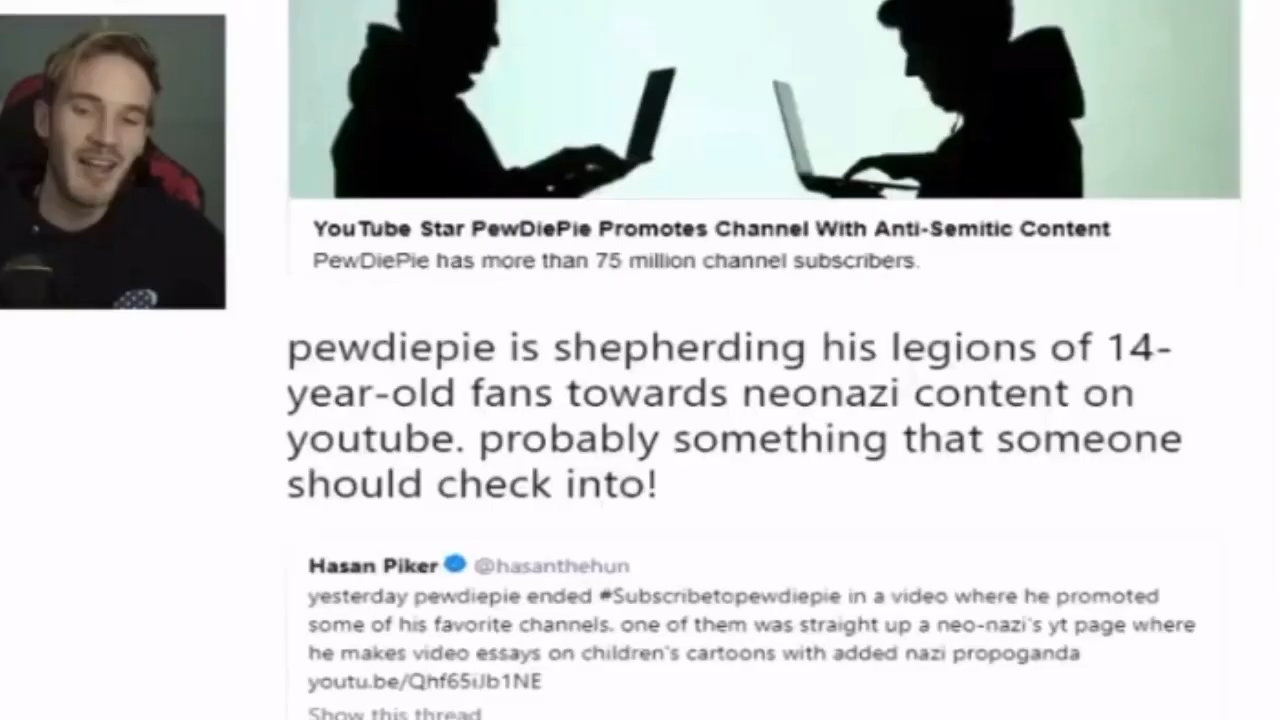 YouTube Star PewDiePie Promotes Channel With Anti-Semitic Content
PewDiePie has more than 75 million channel subscribers.
pewdiepie is shepherding his legions of 14-
year-old fans towards neonazi content on
youtube. probably something that someone
should check into!
Hasan Piker @hasanthehun
yesterday pewdiepie ended #Subscribetopewdiepie in a video where he promoted
some of his favorite channels. one of them was straight up a neo-nazi's yt page where
he makes video essays on children's cartoons with added nazi propoganda
youtu.be/Qhf65iJb1NE
Show this thread